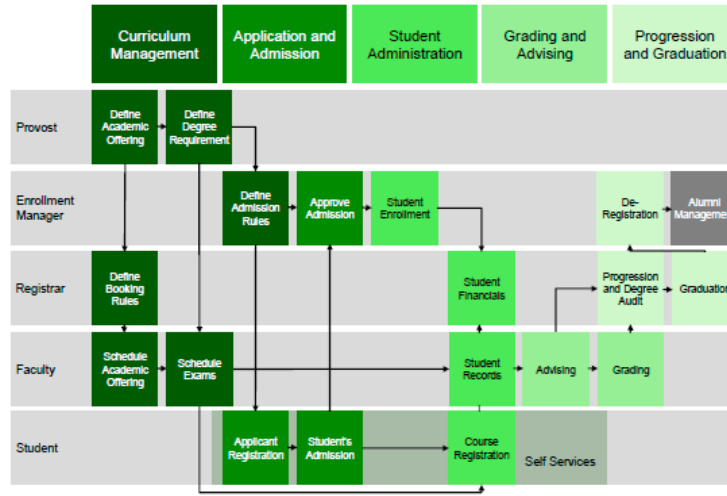 Curriculum
Management
Application and
Admission
Student
Administration
Grading and
Advising
Progression
and Graduation
Provost
Define
Academic
Offering
Define
Degree
Requirement
Enrollment
Manager
Define
Admission
Rules
Approve
Admission
Student
Enrollment
De-
Registration
Alumni
Management
Registrar
Define
Booking
Rules
Student
Financials
Progression
and Degree
Audit
Graduation
Faculty
Schedule
Academic
Offering
Schedule
Exams
Student
Records
Advising
Grading
Student
Applicant
Registration
Student's
Admission
Course
Registration
Self Services